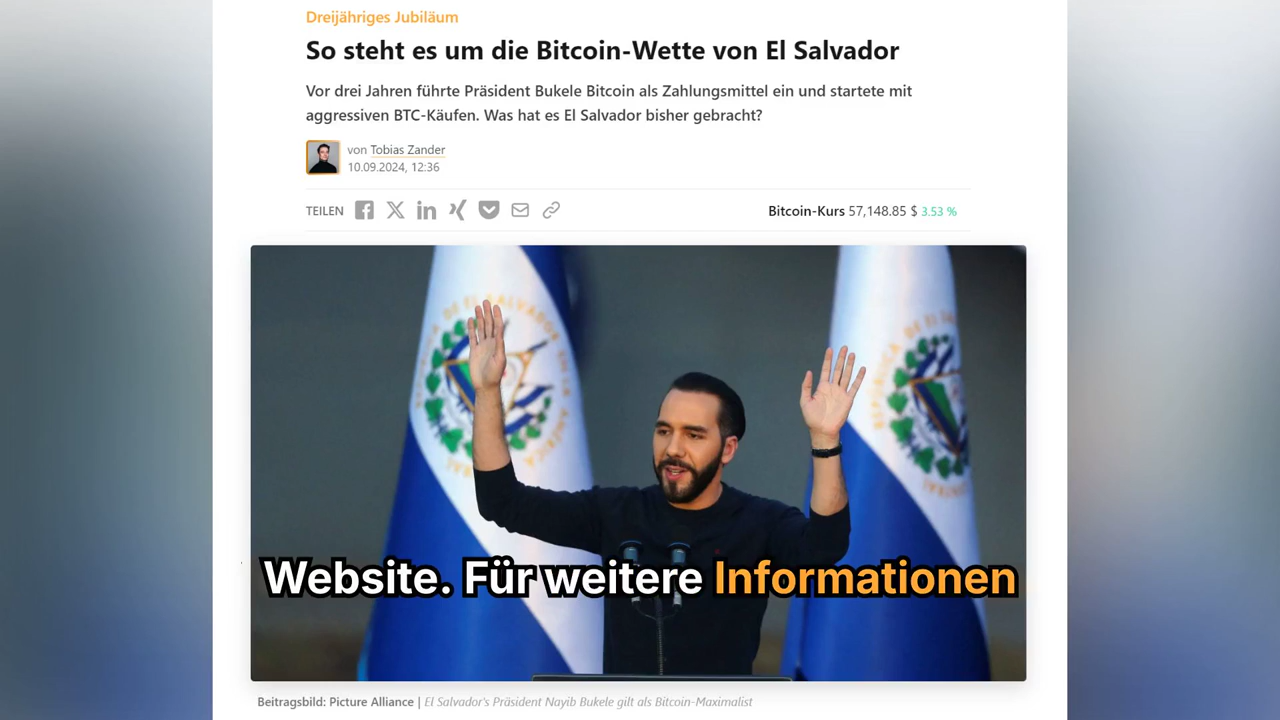 Dreijähriges Jubiläum
So steht es um die Bitcoin-Wette von El Salvador
Vor drei Jahren führte Präsident Bukele Bitcoin als Zahlungsmittel ein und startete mit
aggressiven BTC-Käufen. Was hat es El Salvador bisher gebracht?
von Tobias Zander
10.09.2024, 12:36
TEILEN
Bitcoin-Kurs 57,148.85 $ 3.53 %
Website. Für weitere Informationen
Beitragsbild: Picture Alliance | El Salvador's Präsident Nayib Bukele gilt als Bitcoin-Maximalist